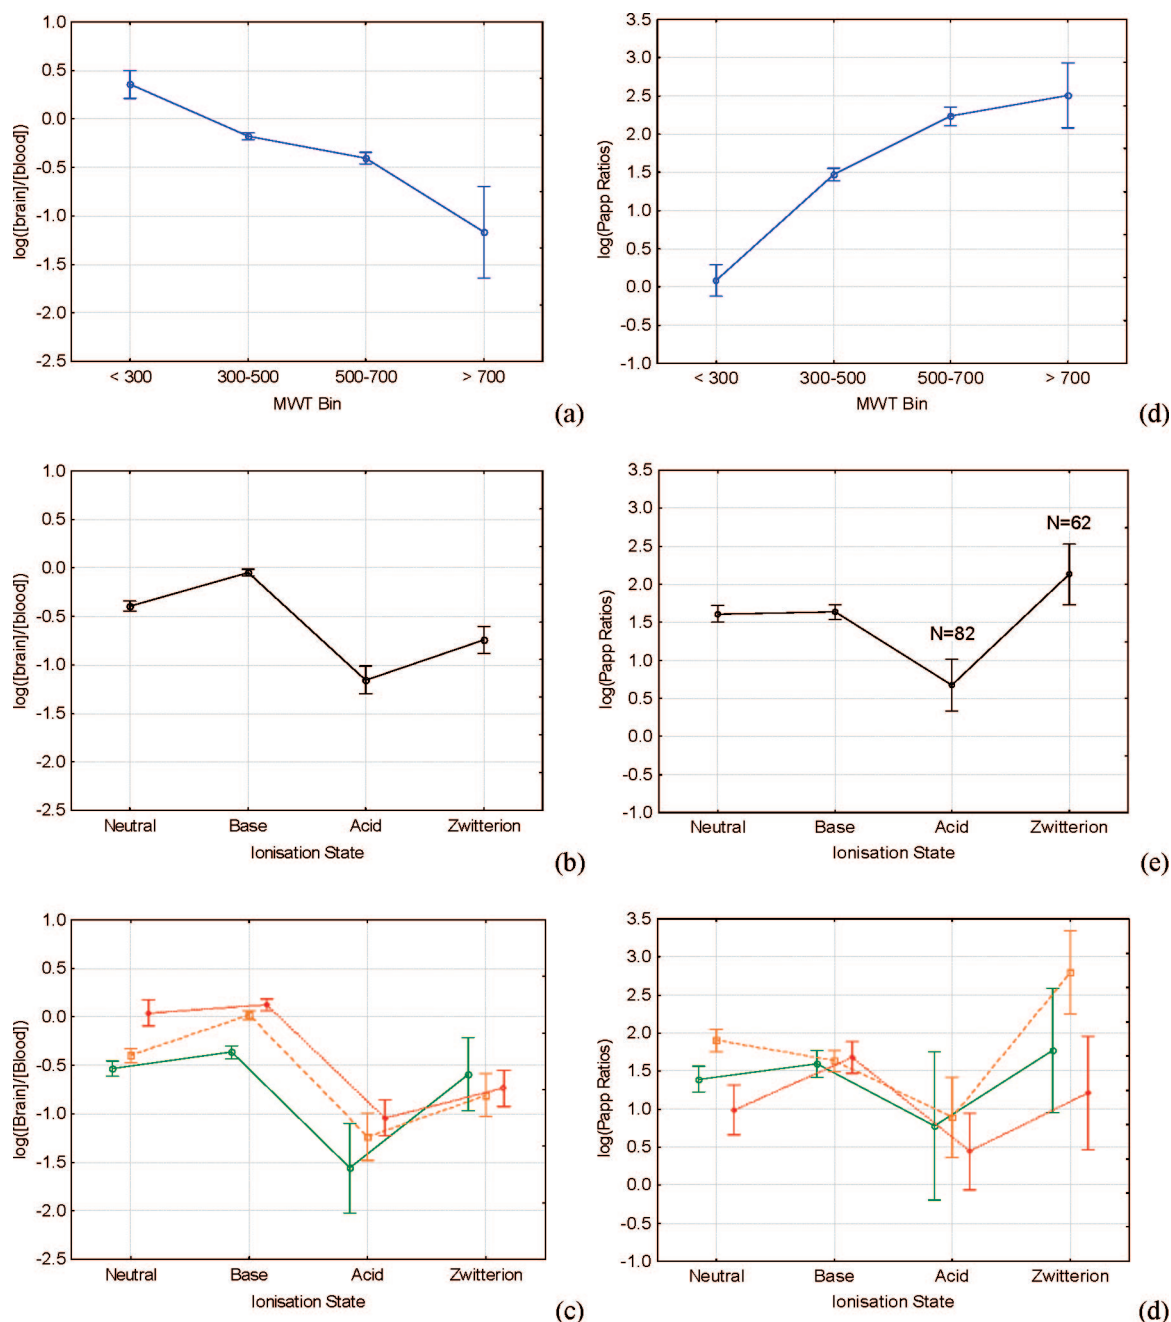 1.0
0.5
0.0
-0.5
-1.0
-1.5
-2.0
-2.5
log([brain]/[blood])
< 300 300-500 500-700 > 700
MWT Bin
(a)
3.5
3.0
2.5
2.0
1.5
1.0
0.5
0.0
-0.5
-1.0
log(Papp Ratios)
< 300 300-500 500-700 > 700
MWT Bin
(d)
1.0
0.5
0.0
-0.5
-1.0
-1.5
-2.0
-2.5
log([brain]/[blood])
Neutral Base Acid Zwitterion
Ionisation State
(b)
3.5
3.0
2.5
2.0
1.5
1.0
0.5
0.0
-0.5
-1.0
log(Papp Ratios)
N=62
N=82
Neutral Base Acid Zwitterion
Ionisation State
(e)
1.0
0.5
0.0
-0.5
-1.0
-1.5
-2.0
-2.5
log([Brain]/[Blood])
Neutral Base Acid Zwitterion
Ionisation State
(c)
3.5
3.0
2.5
2.0
1.5
1.0
0.5
0.0
-0.5
-1.0
log(Papp Ratios)
Neutral Base Acid Zwitterion
Ionisation State
(d)